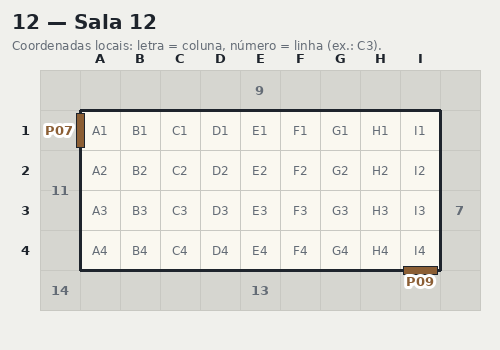 12 — Sala 12
Coordenadas locais: letra = coluna, número = linha (ex.: C3).
A B C D E F G H I
9
1 P07 A1 B1 C1 D1 E1 F1 G1 H1 I1
2 A2 B2 C2 D2 E2 F2 G2 H2 I2
11 7
3 A3 B3 C3 D3 E3 F3 G3 H3 I3
4 A4 B4 C4 D4 E4 F4 G4 H4 I4
P09
14 13